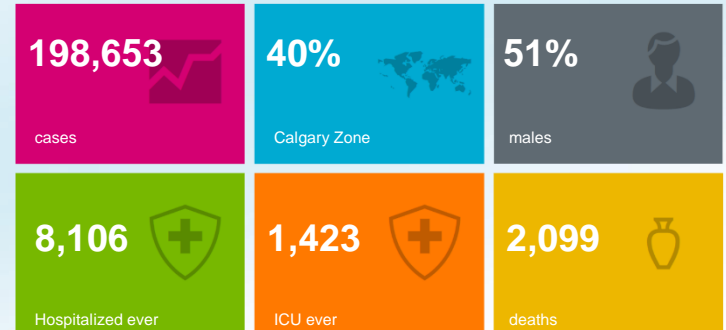 198,653
cases
40%
Calgary Zone
51%
males
8,106
Hospitalized ever
1,423
ICU ever
2,099
deaths